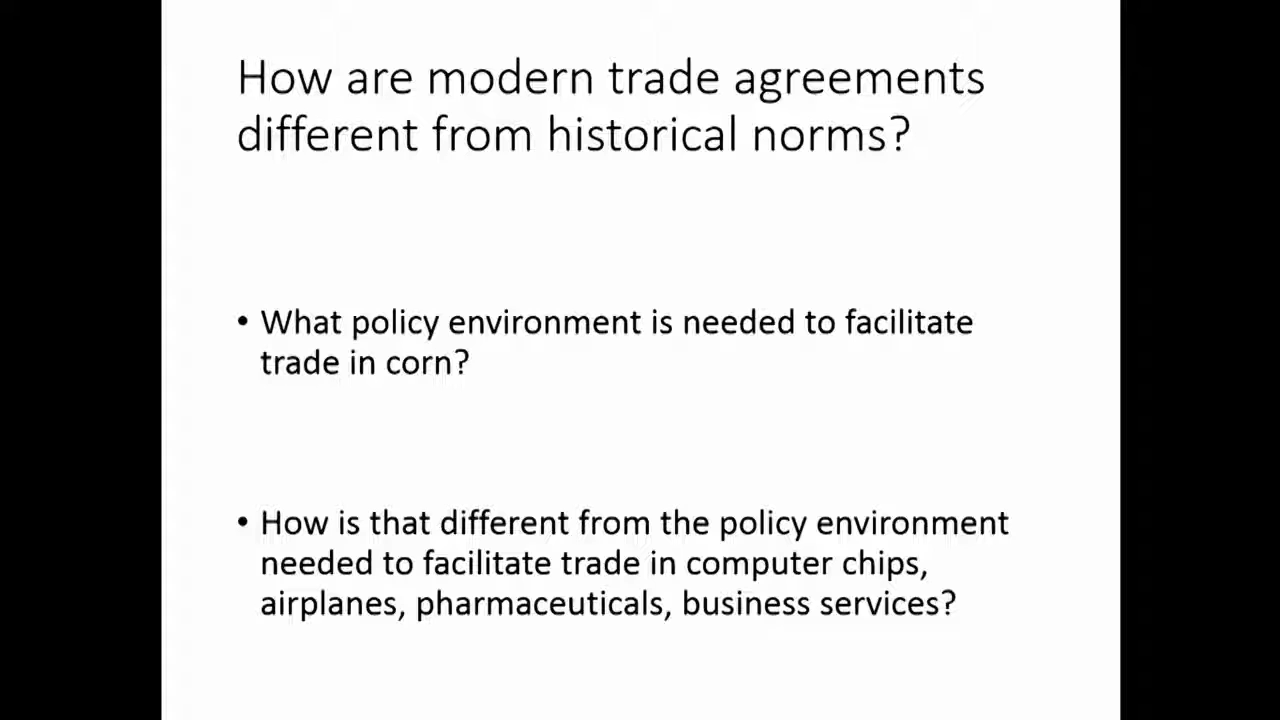 How are modern trade agreements
different from historical norms?
• What policy environment is needed to facilitate
trade in corn?
• How is that different from the policy environment
needed to facilitate trade in computer chips,
airplanes, pharmaceuticals, business services?